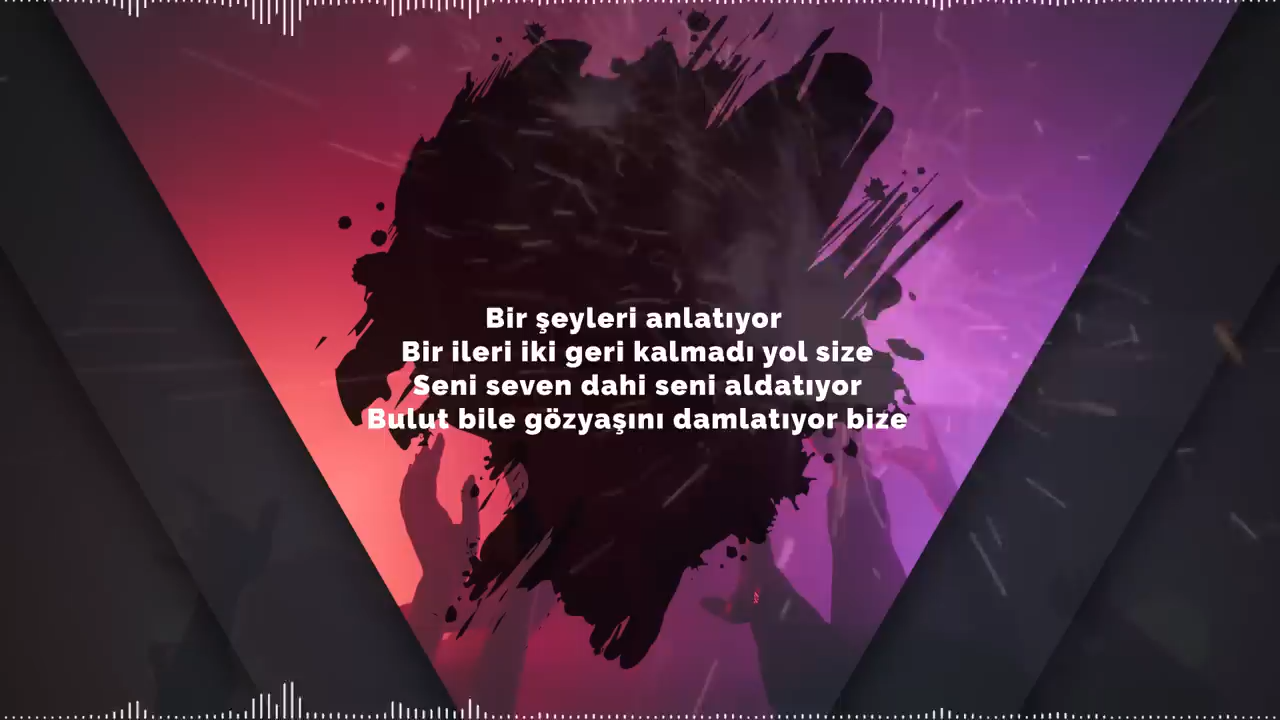 Bir şeyleri anlatıyor
Bir ileri iki geri kalmadı yol size
Seni seven dahi seni aldatıyor
Bulut bile gözyaşını damlatıyor bize